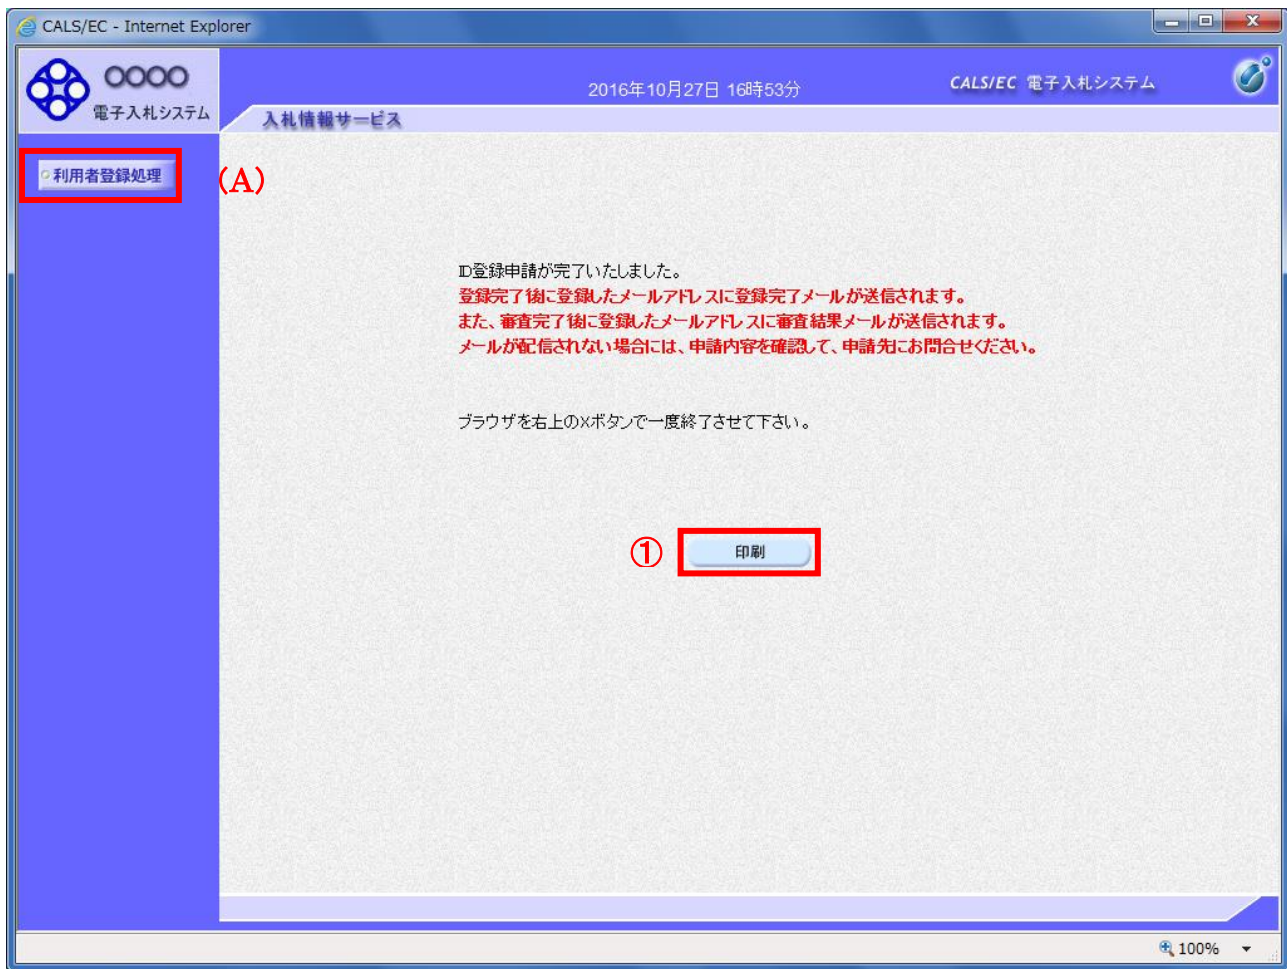 CALS/EC - Internet Explorer
○○○○
電子入札システム
2016年10月27日 16時53分
CALS/EC 電子入札システム
入札情報サービス
利用者登録処理
(A)
ID登録申請が完了いたしました。
登録完了後に登録したメールアドレスに登録完了メールが送信されます。
また、審査完了後に登録したメールアドレスに審査結果メールが送信されます。
メールが配信されない場合には、申請内容を確認して、申請先にお問合せください。
ブラウザを右上の×ボタンで一度終了させて下さい。
① 印刷
100%